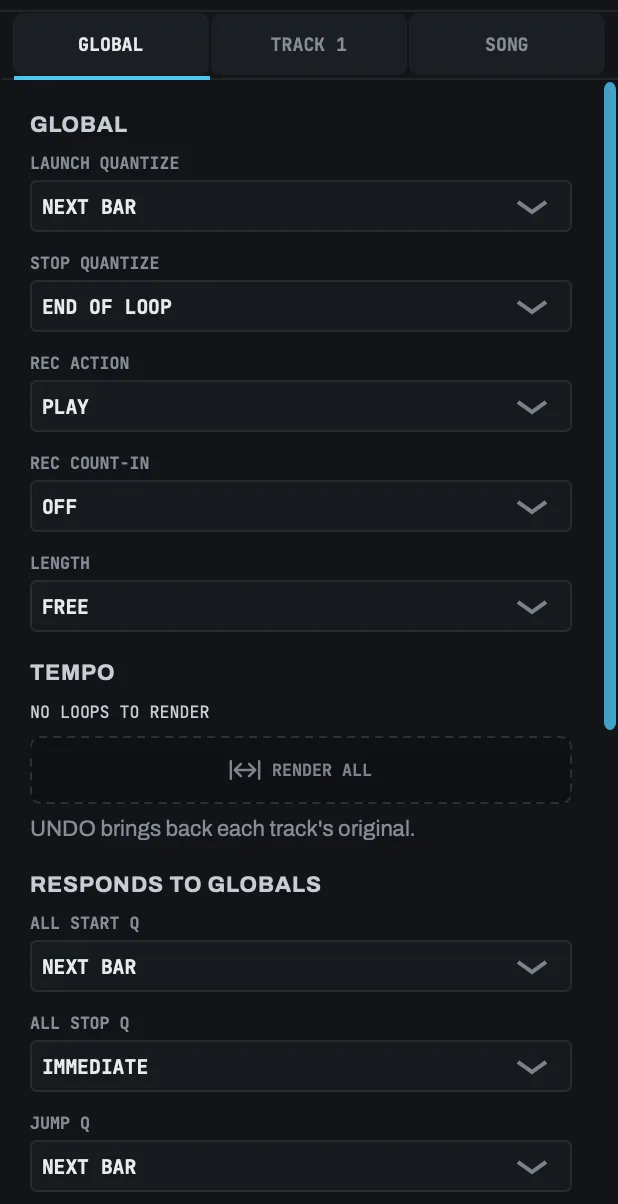 GLOBAL
TRACK 1
SONG
GLOBAL
LAUNCH QUANTIZE
NEXT BAR
STOP QUANTIZE
END OF LOOP
REC ACTION
PLAY
REC COUNT-IN
OFF
LENGTH
FREE
TEMPO
NO LOOPS TO RENDER
RENDER ALL
UNDO brings back each track's original.
RESPONDS TO GLOBALS
ALL START Q
NEXT BAR
ALL STOP Q
IMMEDIATE
JUMP Q
NEXT BAR